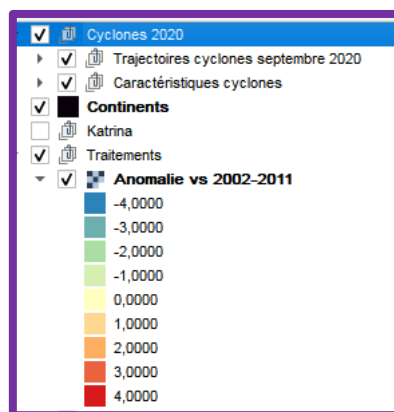 Cyclones 2020
Trajectoires cyclones septembre 2020
Caractéristiques cyclones
Continents
Katrina
Traitements
Anomalie vs 2002-2011
-4,0000
-3,0000
-2,0000
-1,0000
0,0000
1,0000
2,0000
3,0000
4,0000